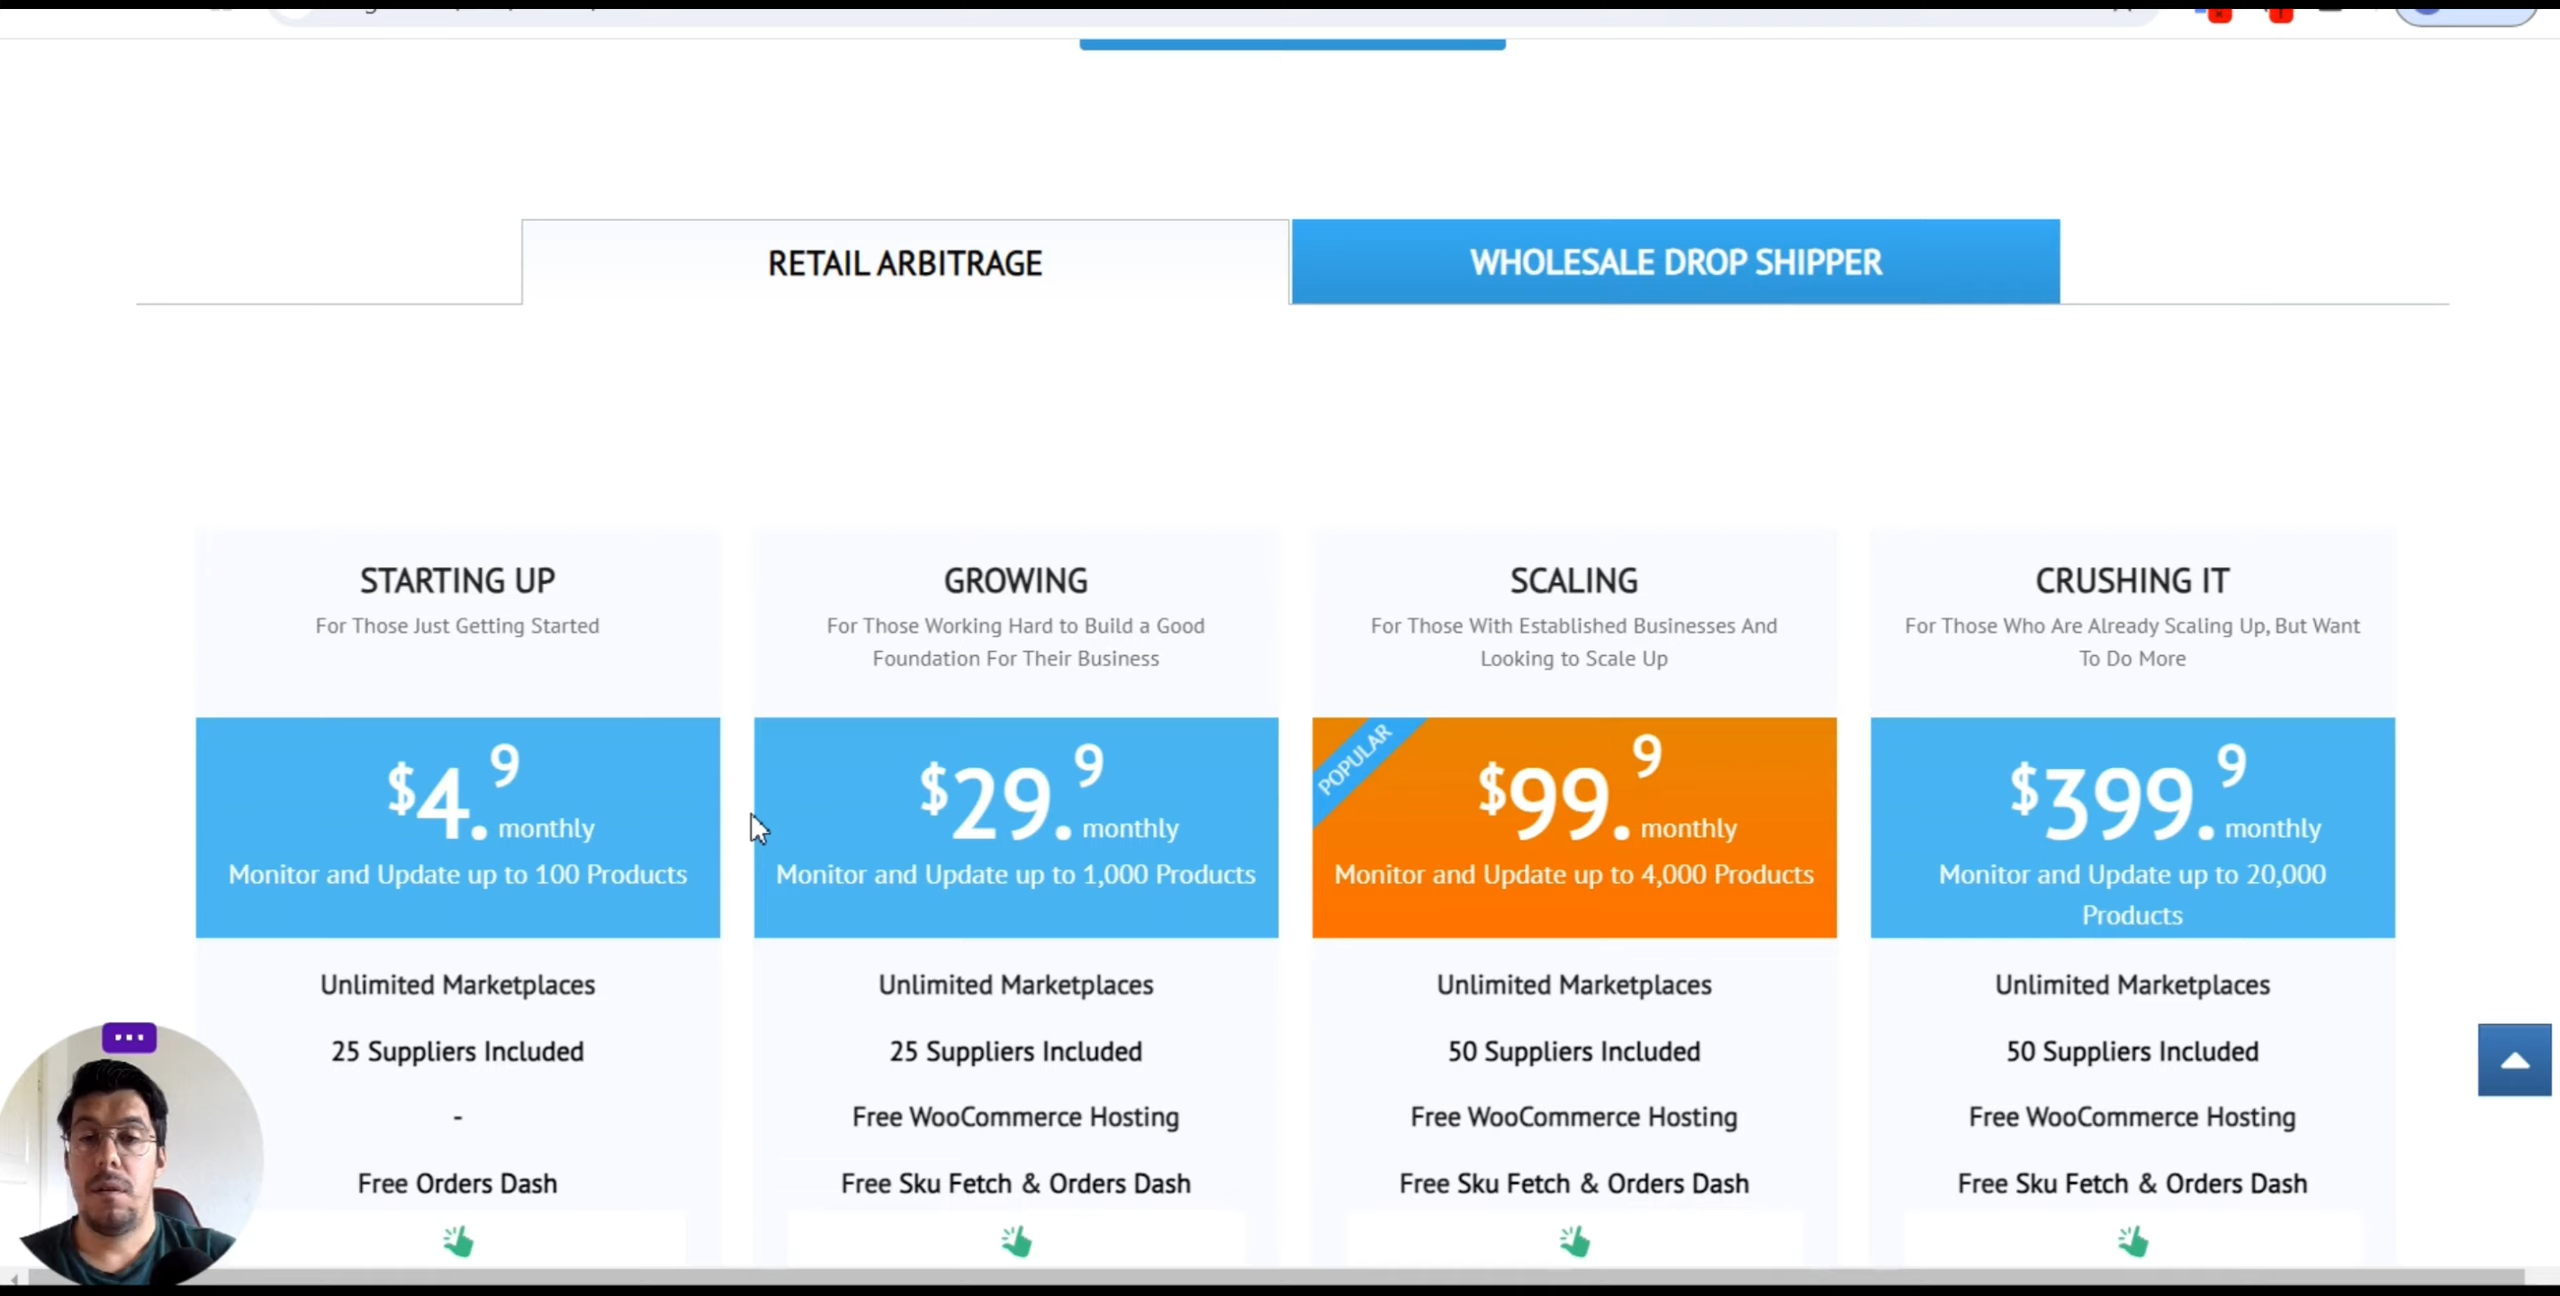 RETAIL ARBITRAGE
WHOLESALE DROP SHIPPER
STARTING UP
For Those Just Getting Started
$4.9 monthly
Monitor and Update up to 100 Products
Unlimited Marketplaces
25 Suppliers Included
-
Free Orders Dash
GROWING
For Those Working Hard to Build a Good
Foundation For Their Business
$29.9 monthly
Monitor and Update up to 1,000 Products
Unlimited Marketplaces
25 Suppliers Included
Free WooCommerce Hosting
Free Sku Fetch & Orders Dash
SCALING
For Those With Established Businesses And
Looking to Scale Up
POPULAR
$99.9 monthly
Monitor and Update up to 4,000 Products
Unlimited Marketplaces
50 Suppliers Included
Free WooCommerce Hosting
Free Sku Fetch & Orders Dash
CRUSHING IT
For Those Who Are Already Scaling Up, But Want
To Do More
$399.9 monthly
Monitor and Update up to 20,000
Products
Unlimited Marketplaces
50 Suppliers Included
Free WooCommerce Hosting
Free Sku Fetch & Orders Dash